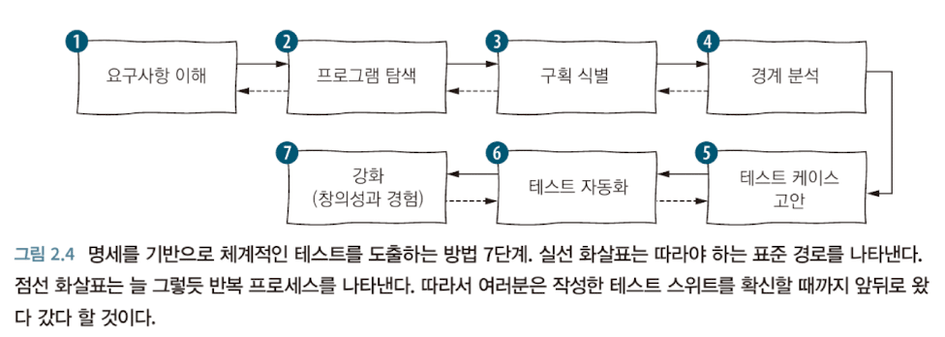 1 요구사항 이해
2 프로그램 탐색
3 구획 식별
4 경계 분석
5 테스트 케이스
고안
6 테스트 자동화
7 강화
(창의성과 경험)
그림 2.4 명세를 기반으로 체계적인 테스트를 도출하는 방법 7단계. 실선 화살표는 따라야 하는 표준 경로를 나타낸다.
점선 화살표는 늘 그렇듯 반복 프로세스를 나타낸다. 따라서 여러분은 작성한 테스트 스위트를 확신할 때까지 앞뒤로 왔
다 갔다 할 것이다.